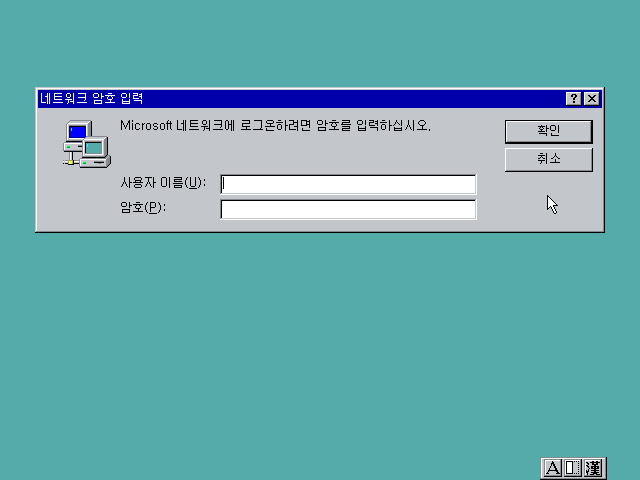 네트워크 암호 입력
Microsoft 네트워크에 로그온하려면 암호를 입력하십시오.
확인
취소
사용자 이름(U):
암호(P):
A 漢